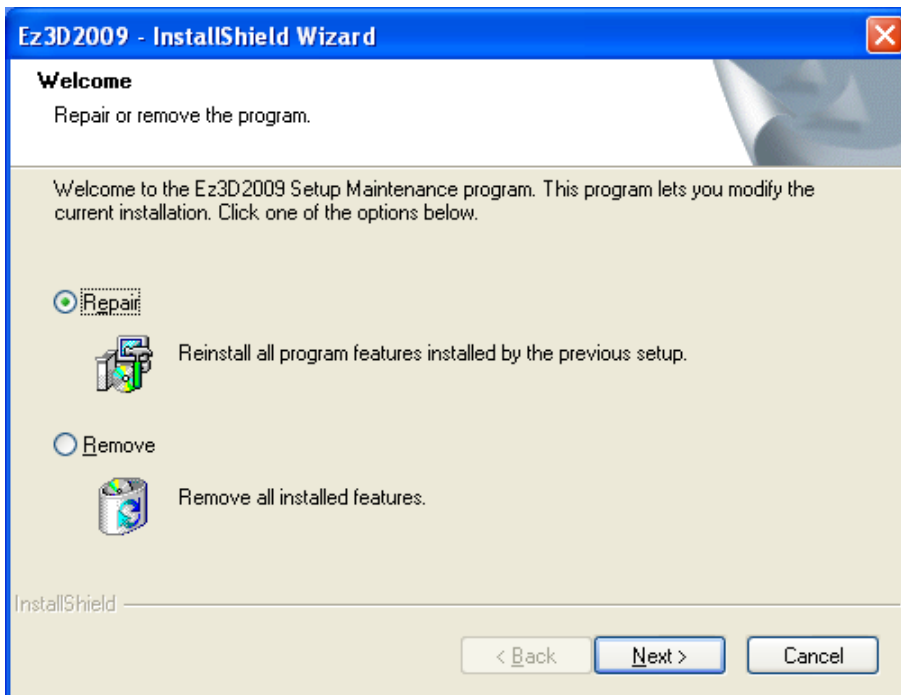 Ez3D2009 - InstallShield Wizard
Welcome
Repair or remove the program.
Welcome to the Ez3D2009 Setup Maintenance program. This program lets you modify the
current installation. Click one of the options below.
Repair
Reinstall all program features installed by the previous setup.
Remove
Remove all installed features.
InstallShield
< Back Next > Cancel